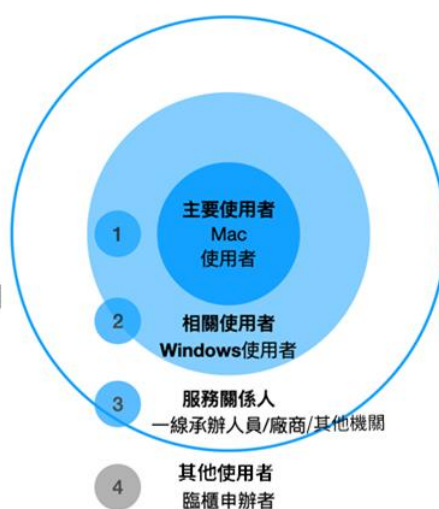 1
主要使用者
Mac
使用者
2
相關使用者
Windows使用者
3
服務關係人
一線承辦人員/廠商/其他機關
4
其他使用者
臨櫃申辦者